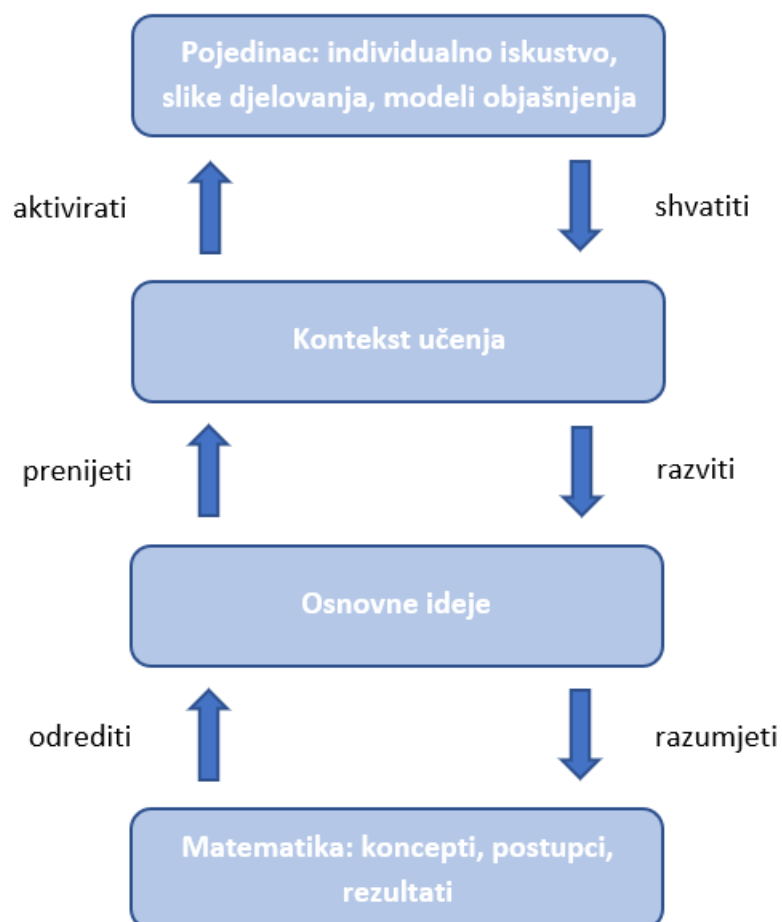 Pojedinac: individualno iskustvo,
slike djelovanja, modeli objašnjenja
aktivirati
shvatiti
Kontekst učenja
prenijeti
razviti
Osnovne ideje
odrediti
razumjeti
Matematika: koncepti, postupci,
rezultati